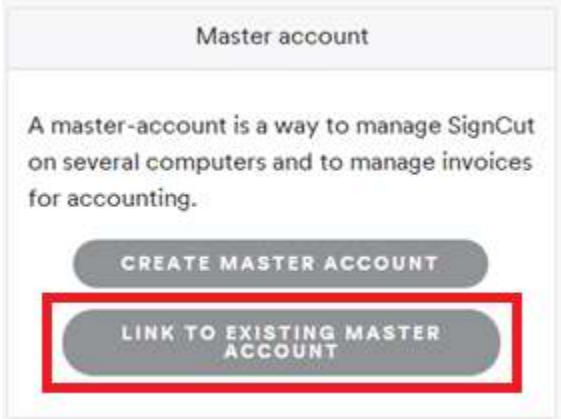 Master account
A master-account is a way to manage SignCut
on several computers and to manage invoices
for accounting.
CREATE MASTER ACCOUNT
LINK TO EXISTING MASTER
ACCOUNT